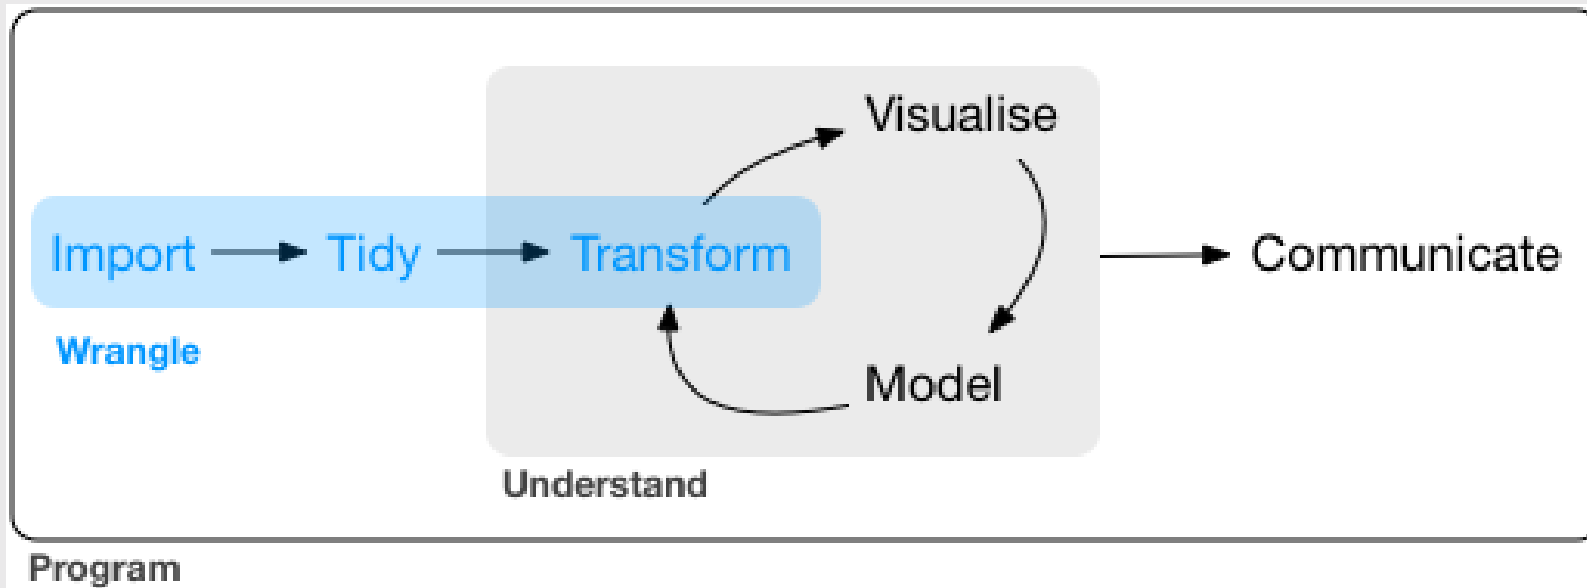 Visualise
Import
Tidy
Transform
Communicate
Wrangle
Model
Understand
Program